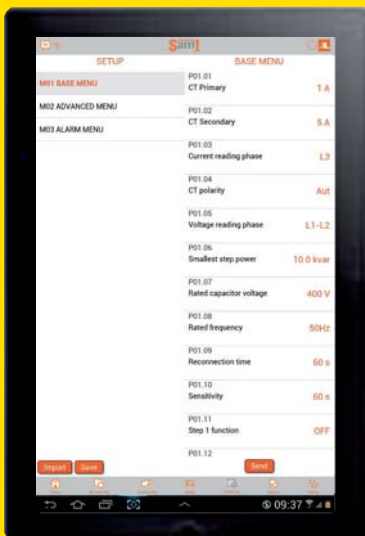 Sam1
SETUP
BASE MENU
M01 BASE MENU
M02 ADVANCED MENU
M03 ALARM MENU
P01.01
CT Primary
1 A
P01.02
CT Secondary
5 A
P01.03
Current reading phase
L3
P01.04
CT polarity
Aut
P01.05
Voltage reading phase
L1-L2
P01.06
Smallest step power
10.0 kvar
P01.07
Rated capacitor voltage
400 V
P01.08
Rated frequency
50Hz
P01.09
Reconnection time
60 s
P01.10
Sensitivity
60 s
P01.11
Step 1 function
OFF
P01.12
Import
Save
Send
09:37